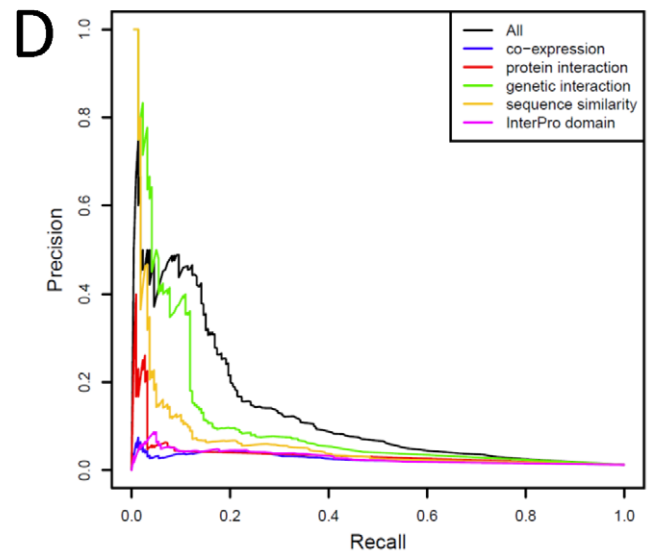 D
All
co-expression
protein interaction
genetic interaction
sequence similarity
InterPro domain
Precision
1.0
0.8
0.6
0.4
0.2
0.0
0.0 0.2 0.4 0.6 0.8 1.0
Recall